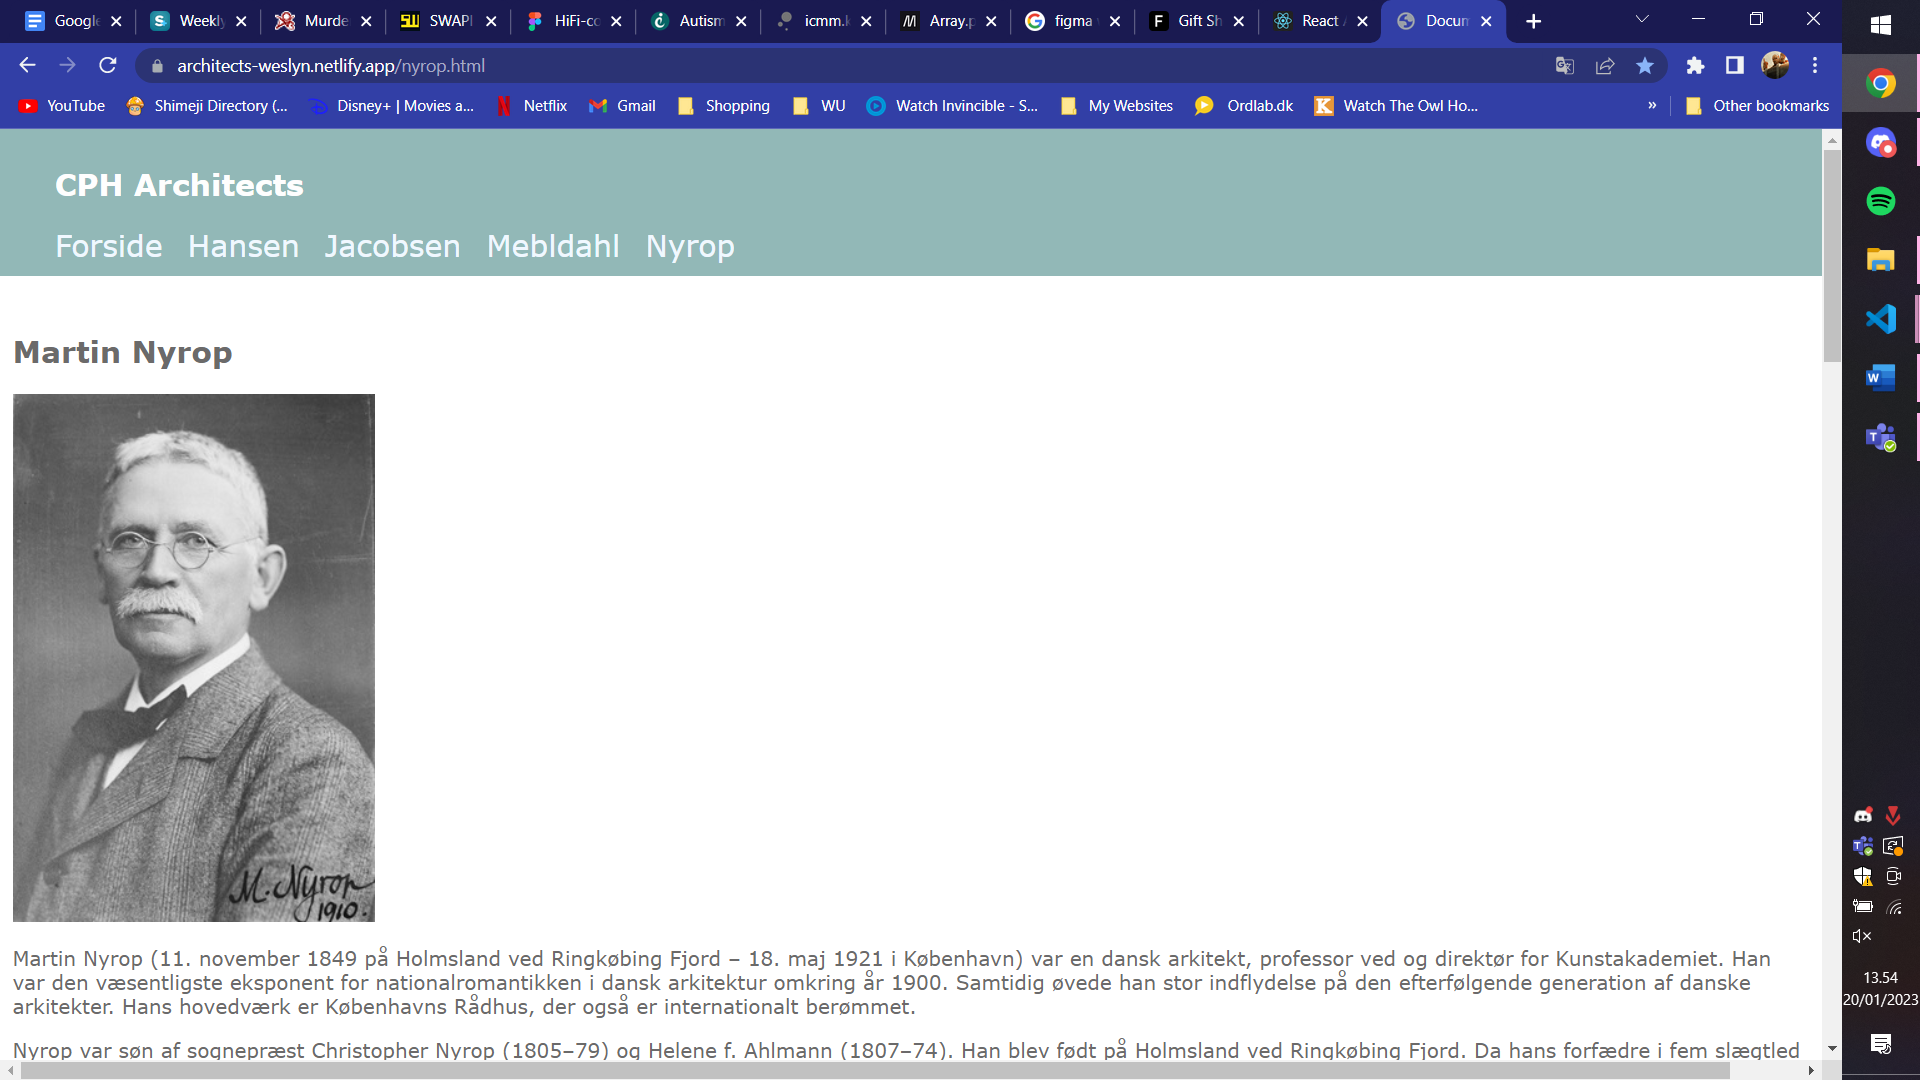 Google
Weekly
Murde
SWAPI
HiFi-co
Autism
icmm.k
Array.p
figma
Gift Sh
React
Docum
architects-weslyn.netlify.app/nyrop.html
YouTube
Shimeji Directory (...
Disney+ | Movies a...
Netflix
Gmail
Shopping
WU
Watch Invincible - S...
My Websites
Ordlab.dk
Watch The Owl Ho...
»
Other bookmarks
CPH Architects
Forside Hansen Jacobsen Mebldahl Nyrop
Martin Nyrop
M. Nyrop
1910.
Martin Nyrop (11. november 1849 på Holmsland ved Ringkøbing Fjord – 18. maj 1921 i København) var en dansk arkitekt, professor ved og direktør for Kunstakademiet. Han
var den væsentligste eksponent for nationalromantikken i dansk arkitektur omkring år 1900. Samtidig øvede han stor indflydelse på den efterfølgende generation af danske
arkitekter. Hans hovedværk er Københavns Rådhus, der også er internationalt berømmet.
Nyrop var søn af sognepræst Christopher Nyrop (1805–79) og Helene f. Ahlmann (1807–74). Han blev født på Holmsland ved Ringkøbing Fjord. Da hans forfædre i fem slægtled
13.54
20/01/2023